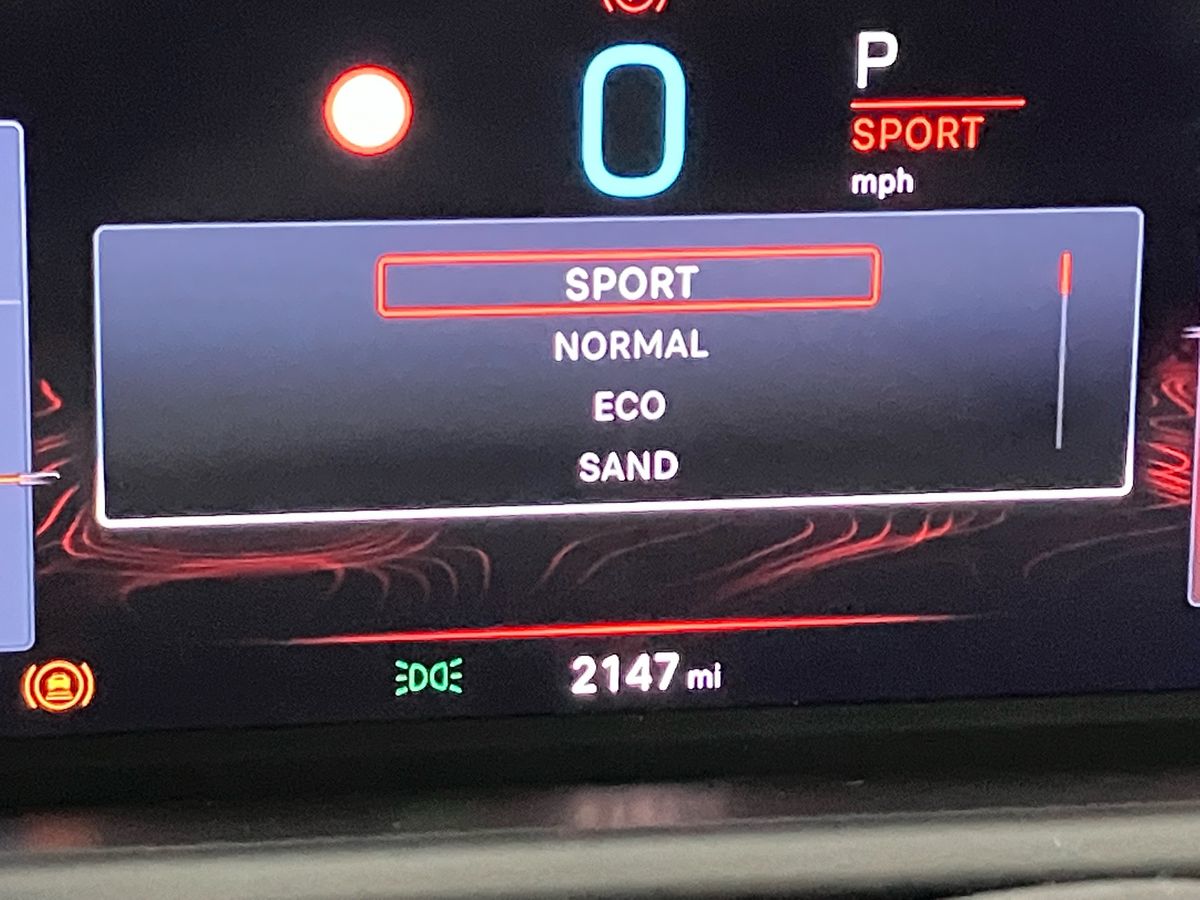 0
P
SPORT
mph
SPORT
NORMAL
ECO
SAND
2147 mi